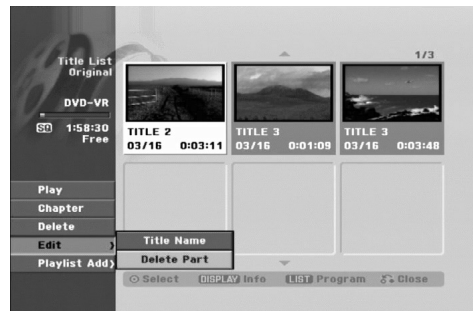 Title List
Original
1/3
DVD-VR
SQ 1:58:30
Free
TITLE 2
03/16 0:03:11
TITLE 3
03/16 0:01:09
TITLE 3
03/16 0:03:48
Play
Chapter
Delete
Edit
Title Name
Delete Part
Playlist Add
Select DISPLAY Info LIST Program Close